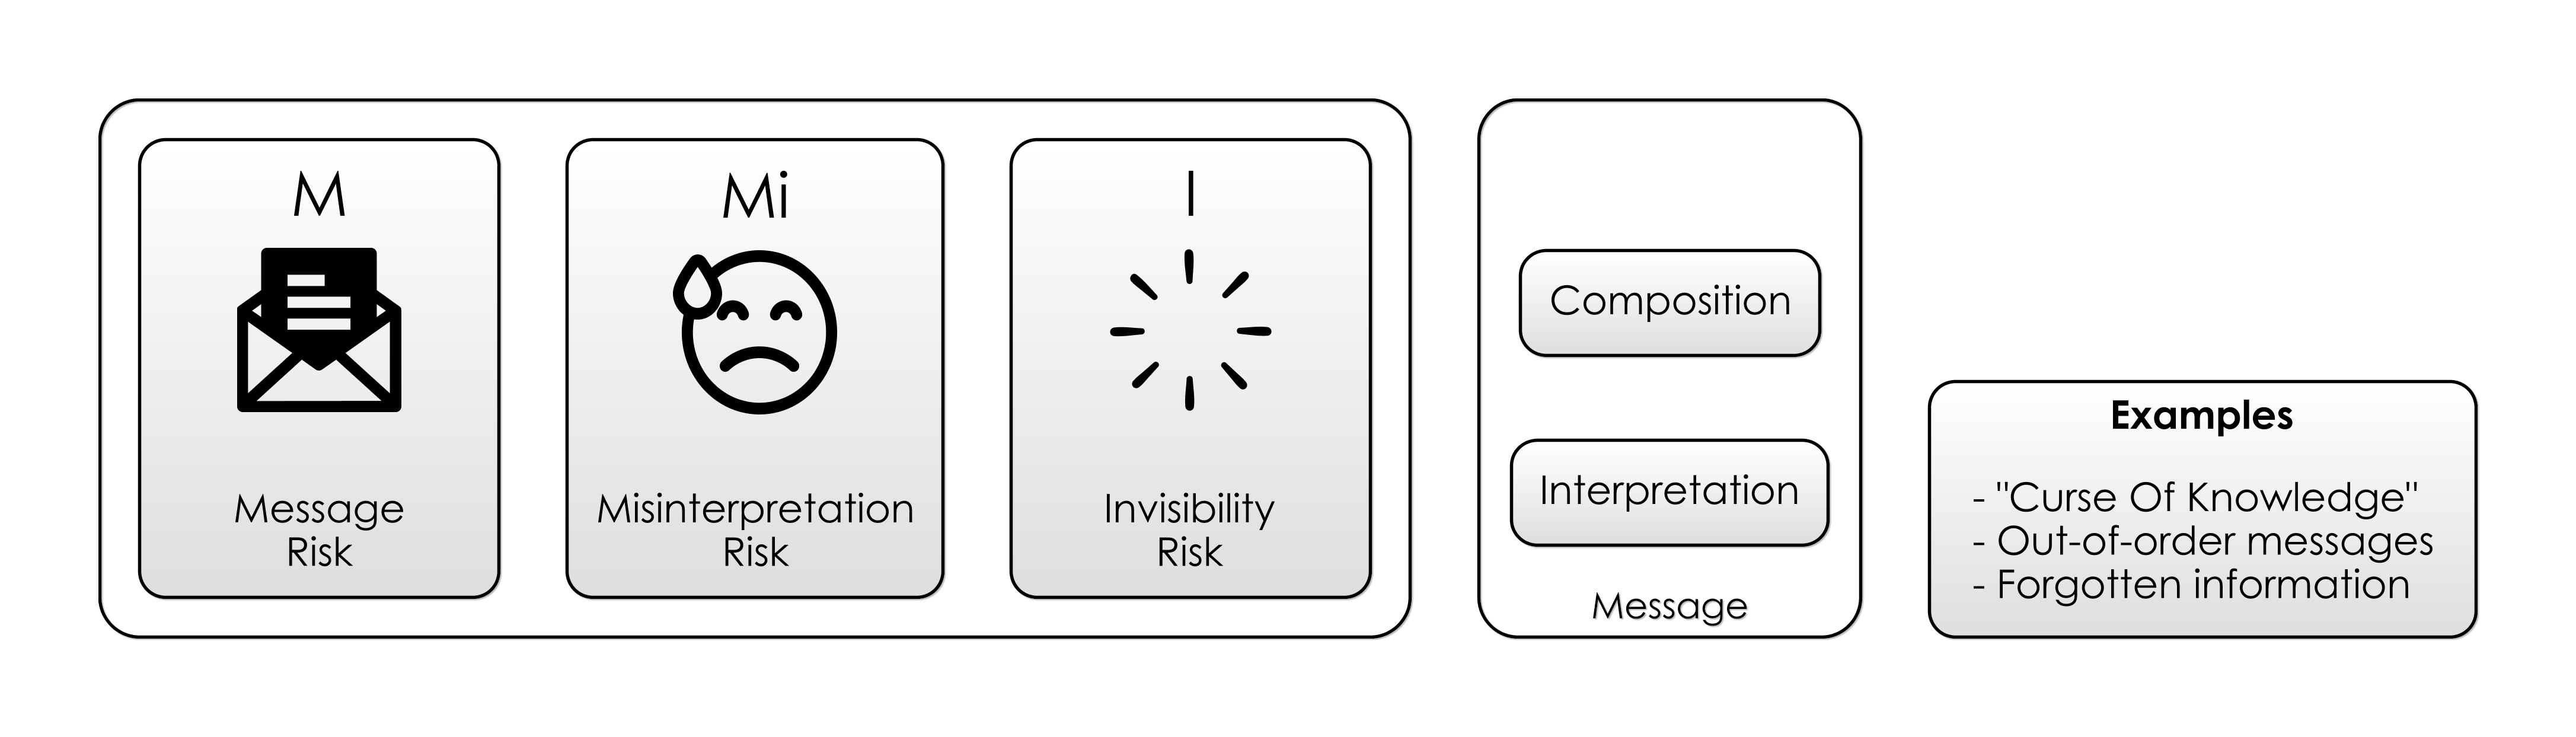 M
Message
Risk
Mi
Misinterpretation
Risk
I
Invisibility
Risk
Composition
Interpretation
Message
Examples
- "Curse Of Knowledge"
- Out-of-order messages
- Forgotten information